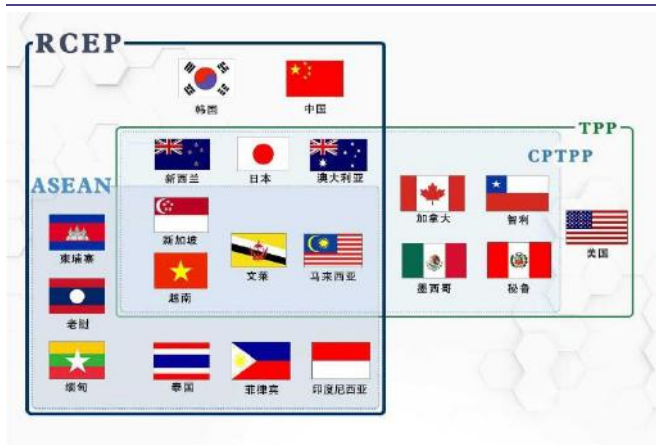 RCEP
韩国 中国
TPP
CPTPP
新西兰 日本 澳大利亚
ASEAN
加拿大 智利
新加坡
美国
柬埔寨
文莱 马来西亚
越南
墨西哥 秘鲁
老挝
缅甸 泰国 菲律宾 印度尼西亚